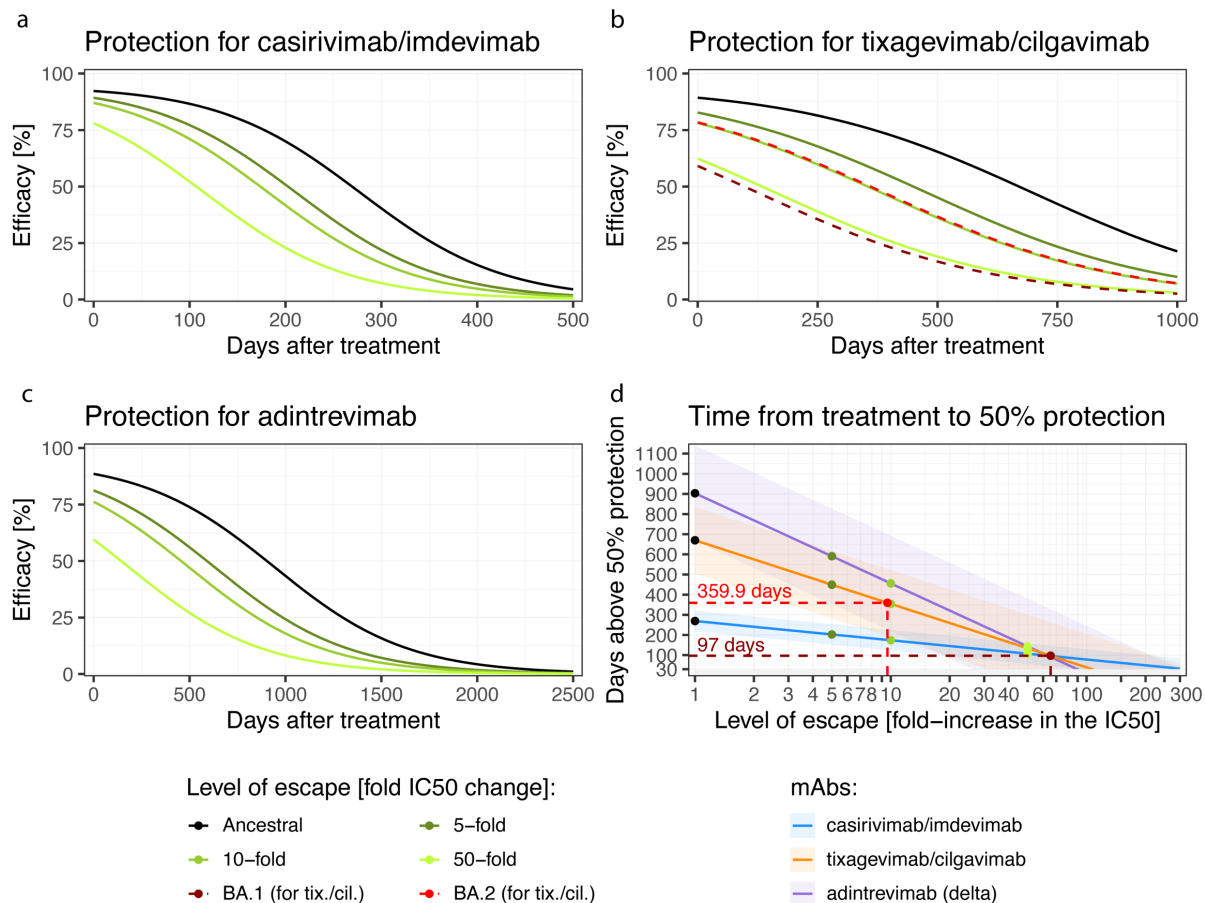 a
Protection for casirivimab/imdevimab
Efficacy [%]
100
75
50
25
0
0 100 200 300 400 500
Days after treatment
b
Protection for tixagevimab/cilgavimab
Efficacy [%]
100
75
50
25
0
0 250 500 750 1000
Days after treatment
c
Protection for adintrevimab
Efficacy [%]
100
75
50
25
0
0 500 1000 1500 2000 2500
Days after treatment
d
Time from treatment to 50% protection
Days above 50% protection
1100
1000
900
800
700
600
500
400
300
200
100
30
359.9 days
97 days
1 2 3 4 5 6 7 8 10 20 30 40 60 100 300
Level of escape [fold−increase in the IC50]
Level of escape [fold IC50 change]:
Ancestral
5−fold
10−fold
50−fold
BA.1 (for tix./cil.)
BA.2 (for tix./cil.)
mAbs:
casirivimab/imdevimab
tixagevimab/cilgavimab
adintrevimab (delta)